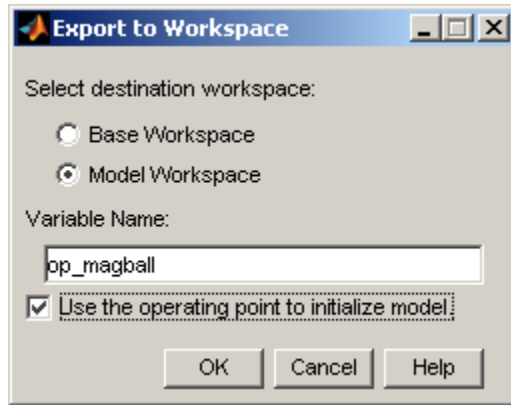 Export to Workspace
Select destination workspace:
Base Workspace
Model Workspace
Variable Name:
op_magball
Use the operating point to initialize model.
OK Cancel Help